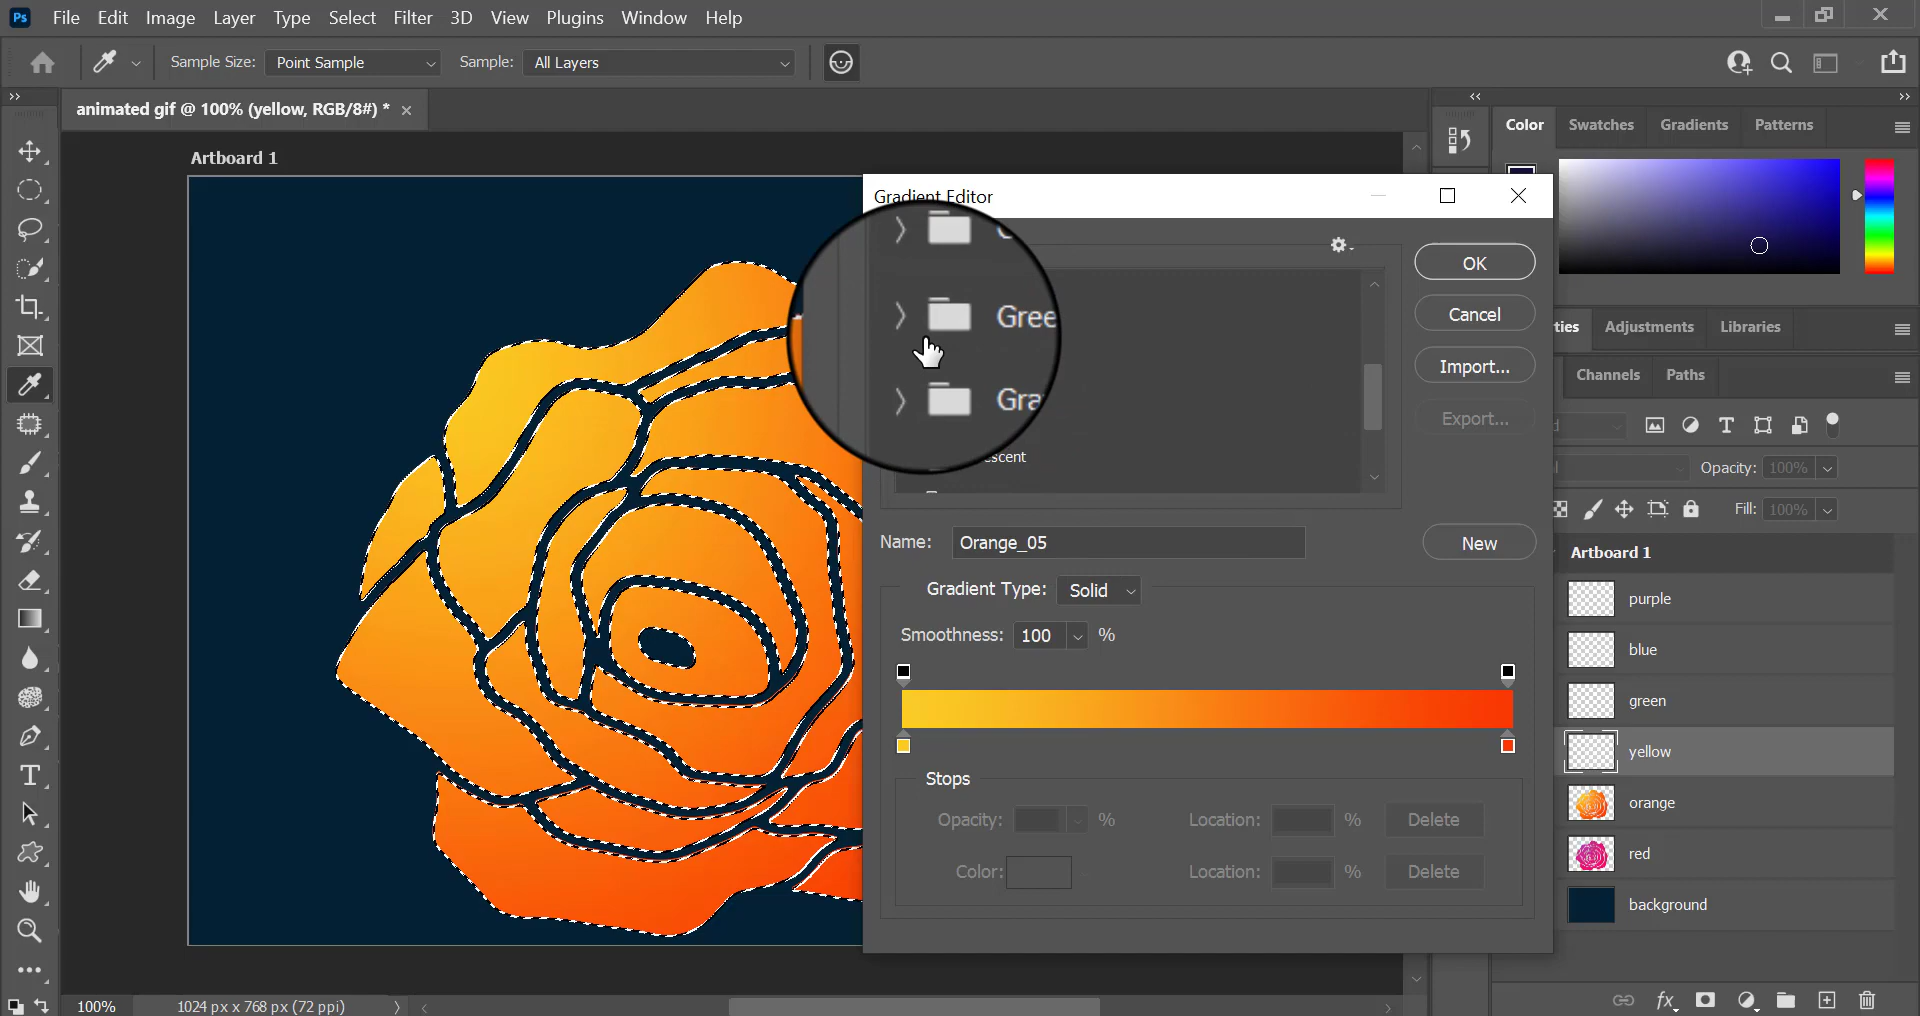 Ps File Edit Image Layer Type Select Filter 3D View Plugins Window Help
Sample Size: Point Sample Sample: All Layers
animated gif @ 100% (yellow, RGB/8#) * ×
Color Swatches Gradients Patterns
Artboard 1
Gradient Editor
OK
Gree
Cancel
ties Adjustments Libraries
Import...
Channels Paths
Gra
Export...
escent
Opacity: 100%
Fill: 100%
Name: Orange_05 New
Artboard 1
Gradient Type: Solid
purple
Smoothness: 100 %
blue
green
yellow
Stops
orange
Opacity: % Location: % Delete
red
Color: Location: % Delete
background
100% 1024 px x 768 px (72 ppi)
fx